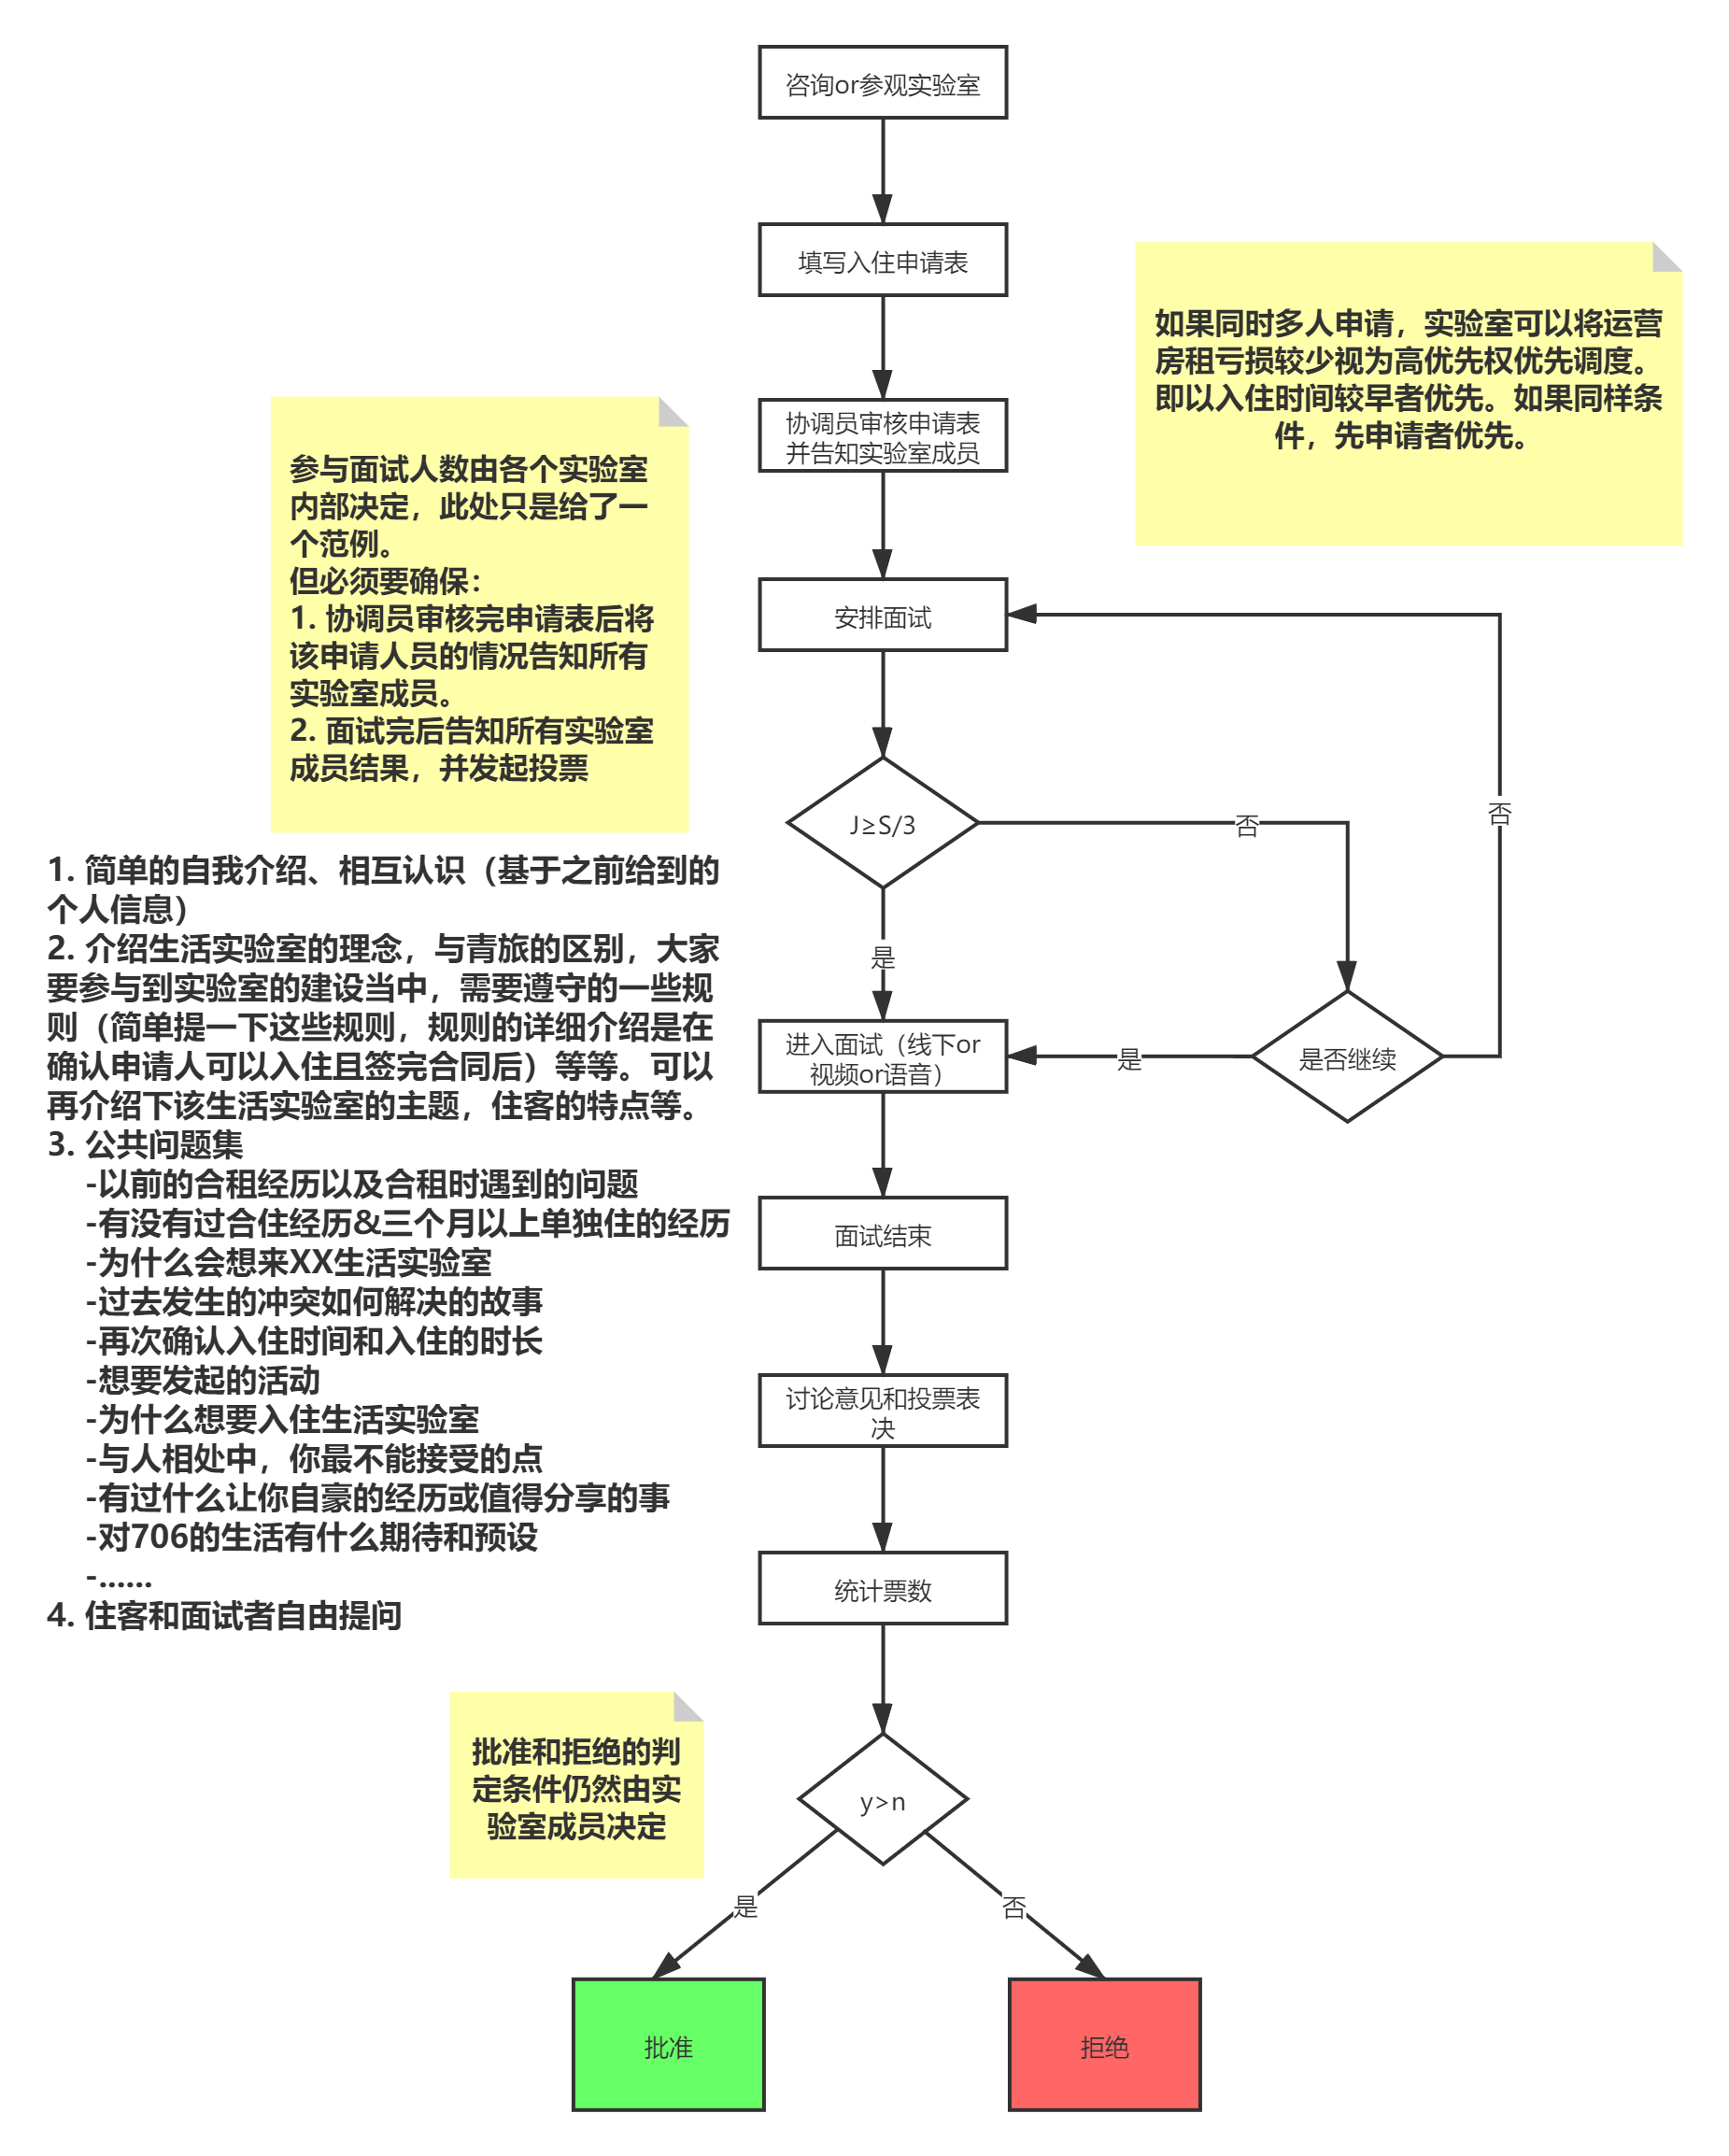 咨询or参观实验室
填写入住申请表
如果同时多人申请，实验室可以将运营
房租亏损较少视为高优先权优先调度。
即以入住时间较早者优先。如果同样条
件，先申请者优先。
协调员审核申请表
并告知实验室成员
参与面试人数由各个实验室
内部决定，此处只是给了一
个范例。
但必须要确保：
1. 协调员审核完申请表后将
该申请人员的情况告知所有
实验室成员。
2. 面试完后告知所有实验室
成员结果，并发起投票
安排面试
J≥S/3
否
否
是
1. 简单的自我介绍、相互认识（基于之前给到的
个人信息）
2. 介绍生活实验室的理念，与青旅的区别，大家
要参与到实验室的建设当中，需要遵守的一些规
则（简单提一下这些规则，规则的详细介绍是在
确认申请人可以入住且签完合同后）等等。可以
再介绍下该生活实验室的主题，住客的特点等。
3. 公共问题集
-以前的合租经历以及合租时遇到的问题
-有没有过合住经历&三个月以上单独住的经历
-为什么会想来XX生活实验室
-过去发生的冲突如何解决的故事
-再次确认入住时间和入住的时长
-想要发起的活动
-为什么想要入住生活实验室
-与人相处中，你最不能接受的点
-有过什么让你自豪的经历或值得分享的事
-对706的生活有什么期待和预设
-......
4. 住客和面试者自由提问
进入面试（线下or
视频or语音）
是
是否继续
面试结束
讨论意见和投票表
决
统计票数
批准和拒绝的判
定条件仍然由实
验室成员决定
y>n
是
否
批准
拒绝